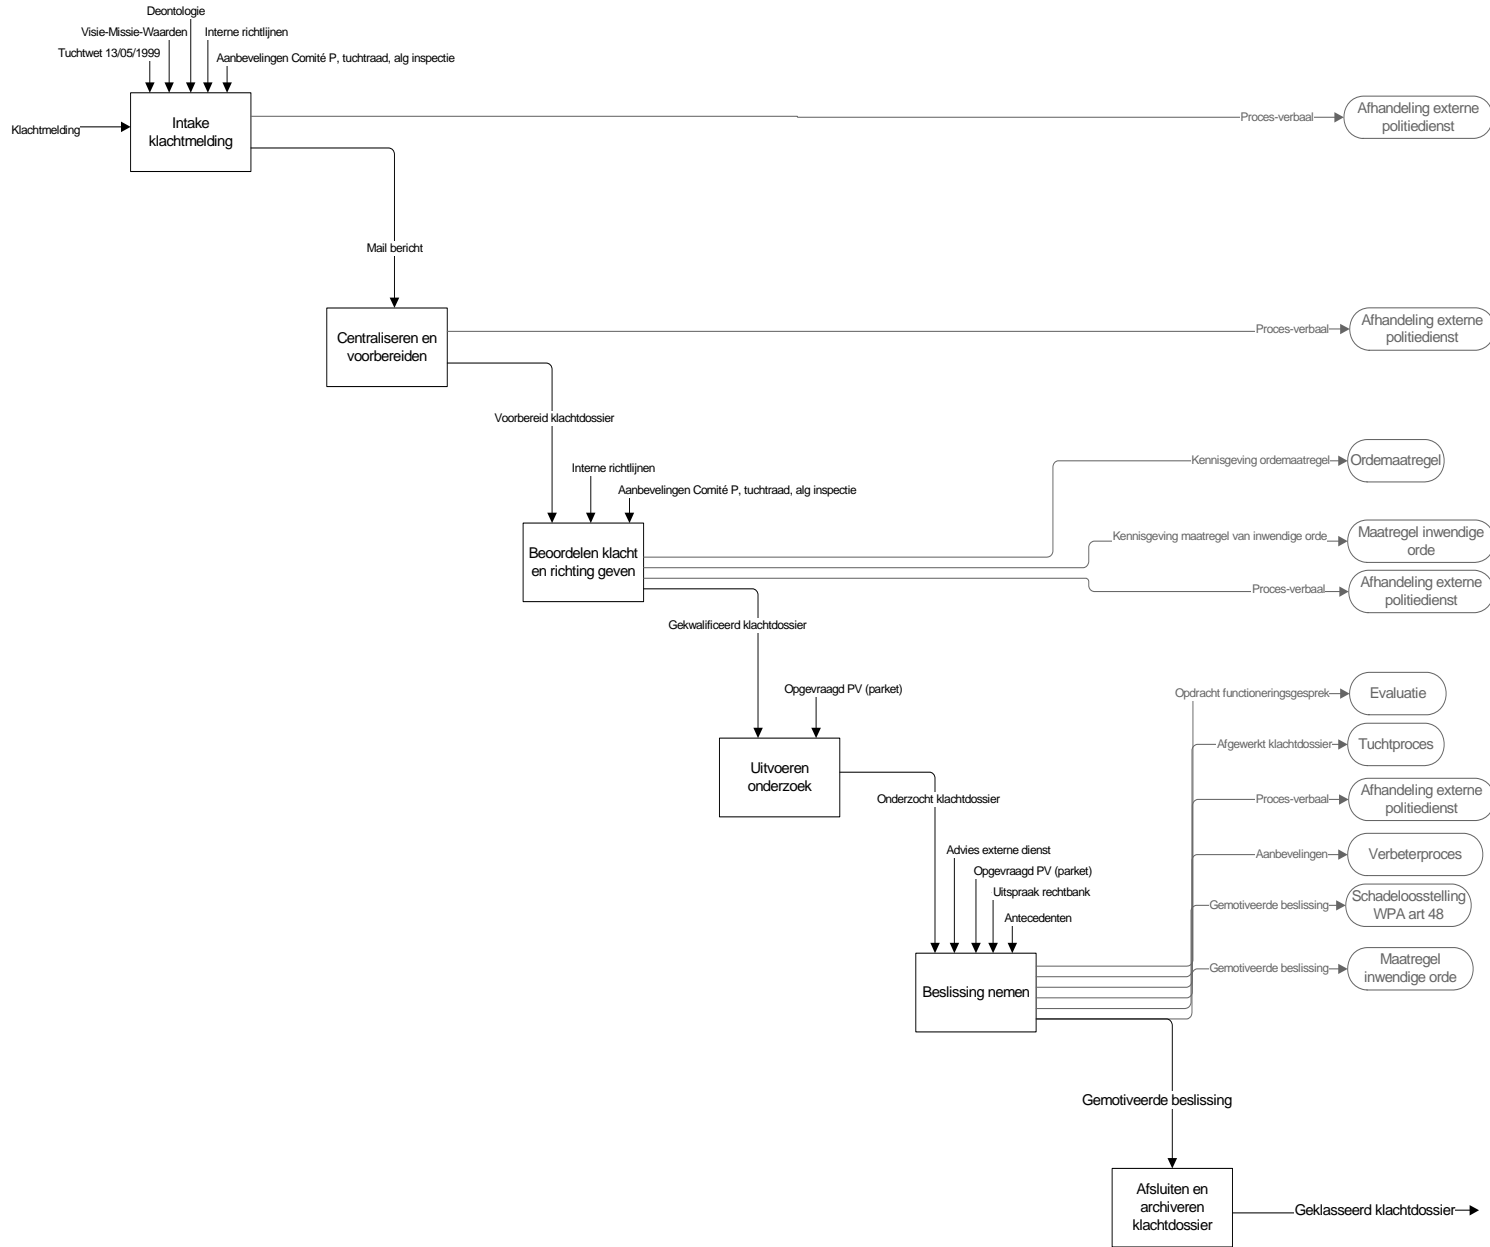 Deontologie
Visie-Missie-Waarden
Interne richtlijnen
Tuchtwet 13/05/1999
Aanbevelingen Comité P, tuchtraad, alg inspectie
Klachtmelding
Intake
klachtmelding
Proces-verbaal
Afhandeling externe
politiedienst
Mail bericht
Centraliseren en
voorbereiden
Proces-verbaal
Afhandeling externe
politiedienst
Voorbereid klachtdossier
Interne richtlijnen
Aanbevelingen Comité P, tuchtraad, alg inspectie
Beoordelen klacht
en richting geven
Kennisgeving ordemaatregel
Ordemaatregel
Kennisgeving maatregel van inwendige orde
Maatregel inwendige
orde
Proces-verbaal
Afhandeling externe
politiedienst
Gekwalificeerd klachtdossier
Opgevraagd PV (parket)
Uitvoeren
onderzoek
Opdracht functioneringsgesprek
Evaluatie
Afgewerkt klachtdossier
Tuchtproces
Proces-verbaal
Afhandeling externe
politiedienst
Onderzocht klachtdossier
Aanbevelingen
Verbeterproces
Gemotiveerde beslissing
Schadeloosstelling
WPA art 48
Gemotiveerde beslissing
Maatregel
inwendige orde
Advies externe dienst
Opgevraagd PV (parket)
Uitspraak rechtbank
Antecedenten
Beslissing nemen
Gemotiveerde beslissing
Afsluiten en
archiveren
klachtdossier
Geklasseerd klachtdossier